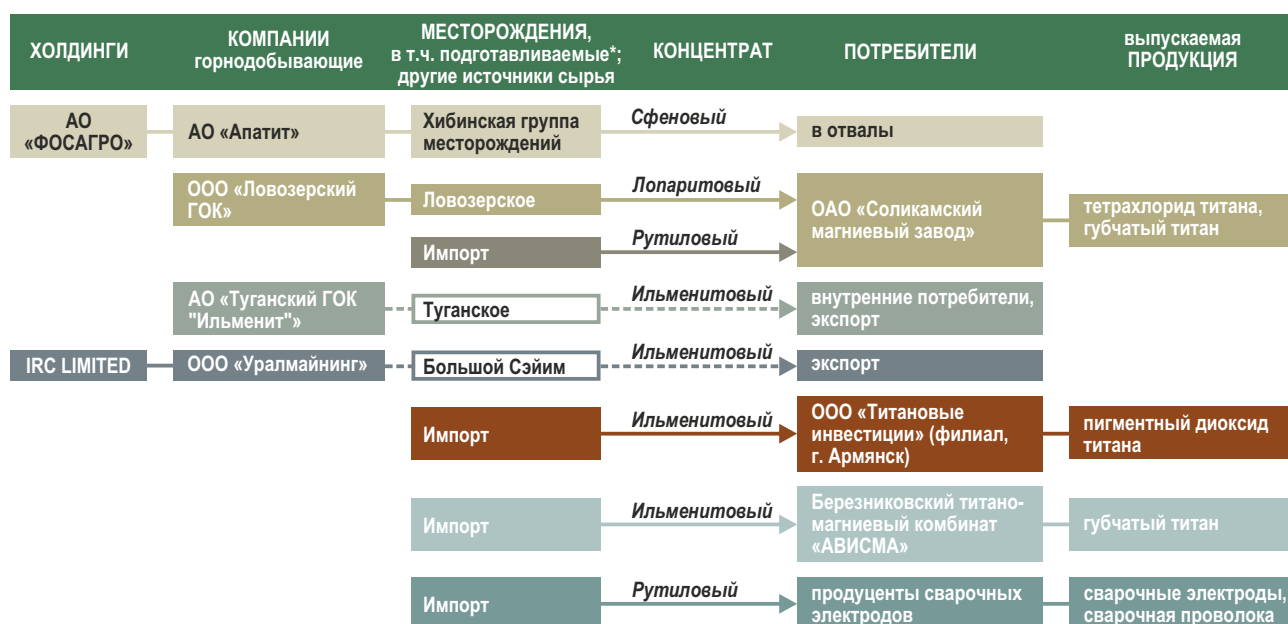 ХОЛДИНГИ
КОМПАНИИ
горнодобывающие
МЕСТОРОЖДЕНИЯ,
в т.ч. подготавливаемые*;
другие источники сырья
КОНЦЕНТРАТ
ПОТРЕБИТЕЛИ
выпускаемая
ПРОДУКЦИЯ
АО
«ФОСАГРО»
АО «Апатит»
Хибинская группа
месторождений
Сфеновый
в отвалы
ООО «Ловозерский
ГОК»
Ловозерское
Лопаритовый
ОАО «Соликамский
магниевый завод»
тетрахлорид титана,
губчатый титан
Импорт
Рутиловый
АО «Туганский ГОК
"Ильменит"»
Туганское
Ильменитовый
внутренние потребители,
экспорт
IRC LIMITED
ООО «Уралмайнинг»
Большой Сэйим
Ильменитовый
экспорт
Импорт
Ильменитовый
ООО «Титановые
инвестиции» (филиал,
г. Армянск)
пигментный диоксид
титана
Импорт
Ильменитовый
Березниковский титано-
магниевый комбинат
«АВИСМА»
губчатый титан
Импорт
Рутиловый
продуценты сварочных
электродов
сварочные электроды,
сварочная проволока